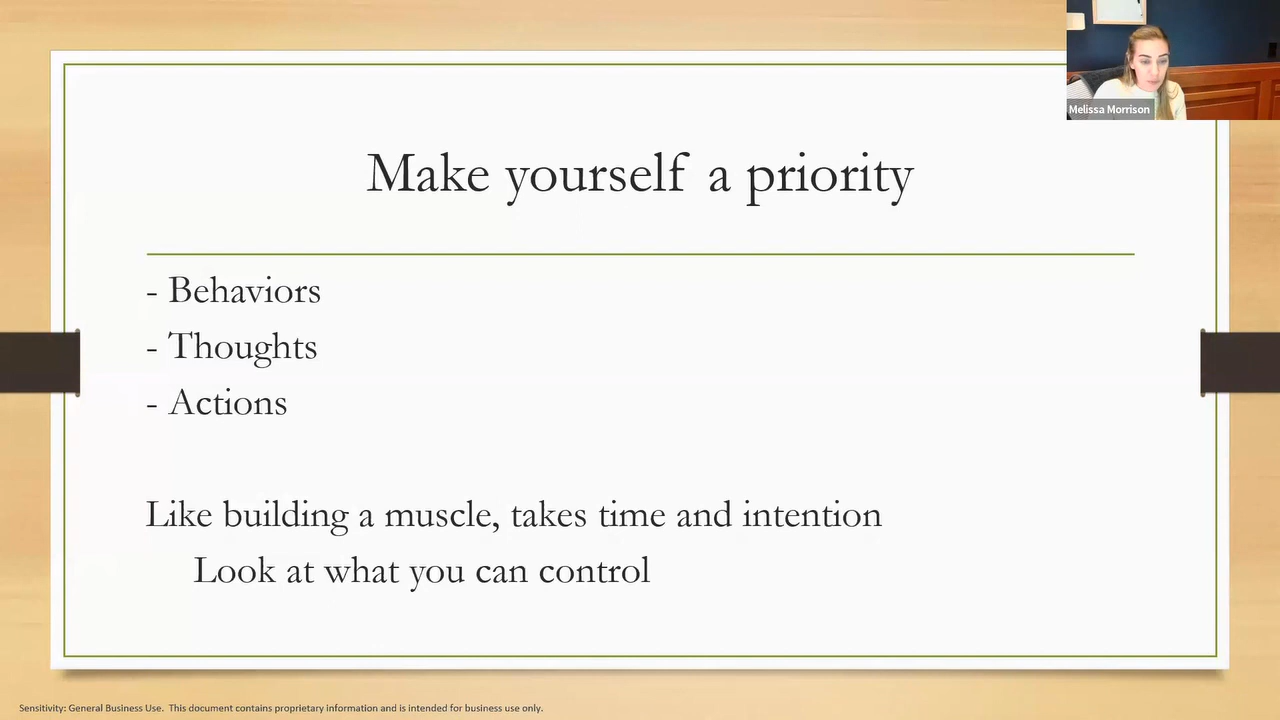 Melissa Morrison
Make yourself a priority
- Behaviors
- Thoughts
- Actions
Like building a muscle, takes time and intention
Look at what you can control
Sensitivity: General Business Use.  This document contains proprietary information and is intended for business use only.